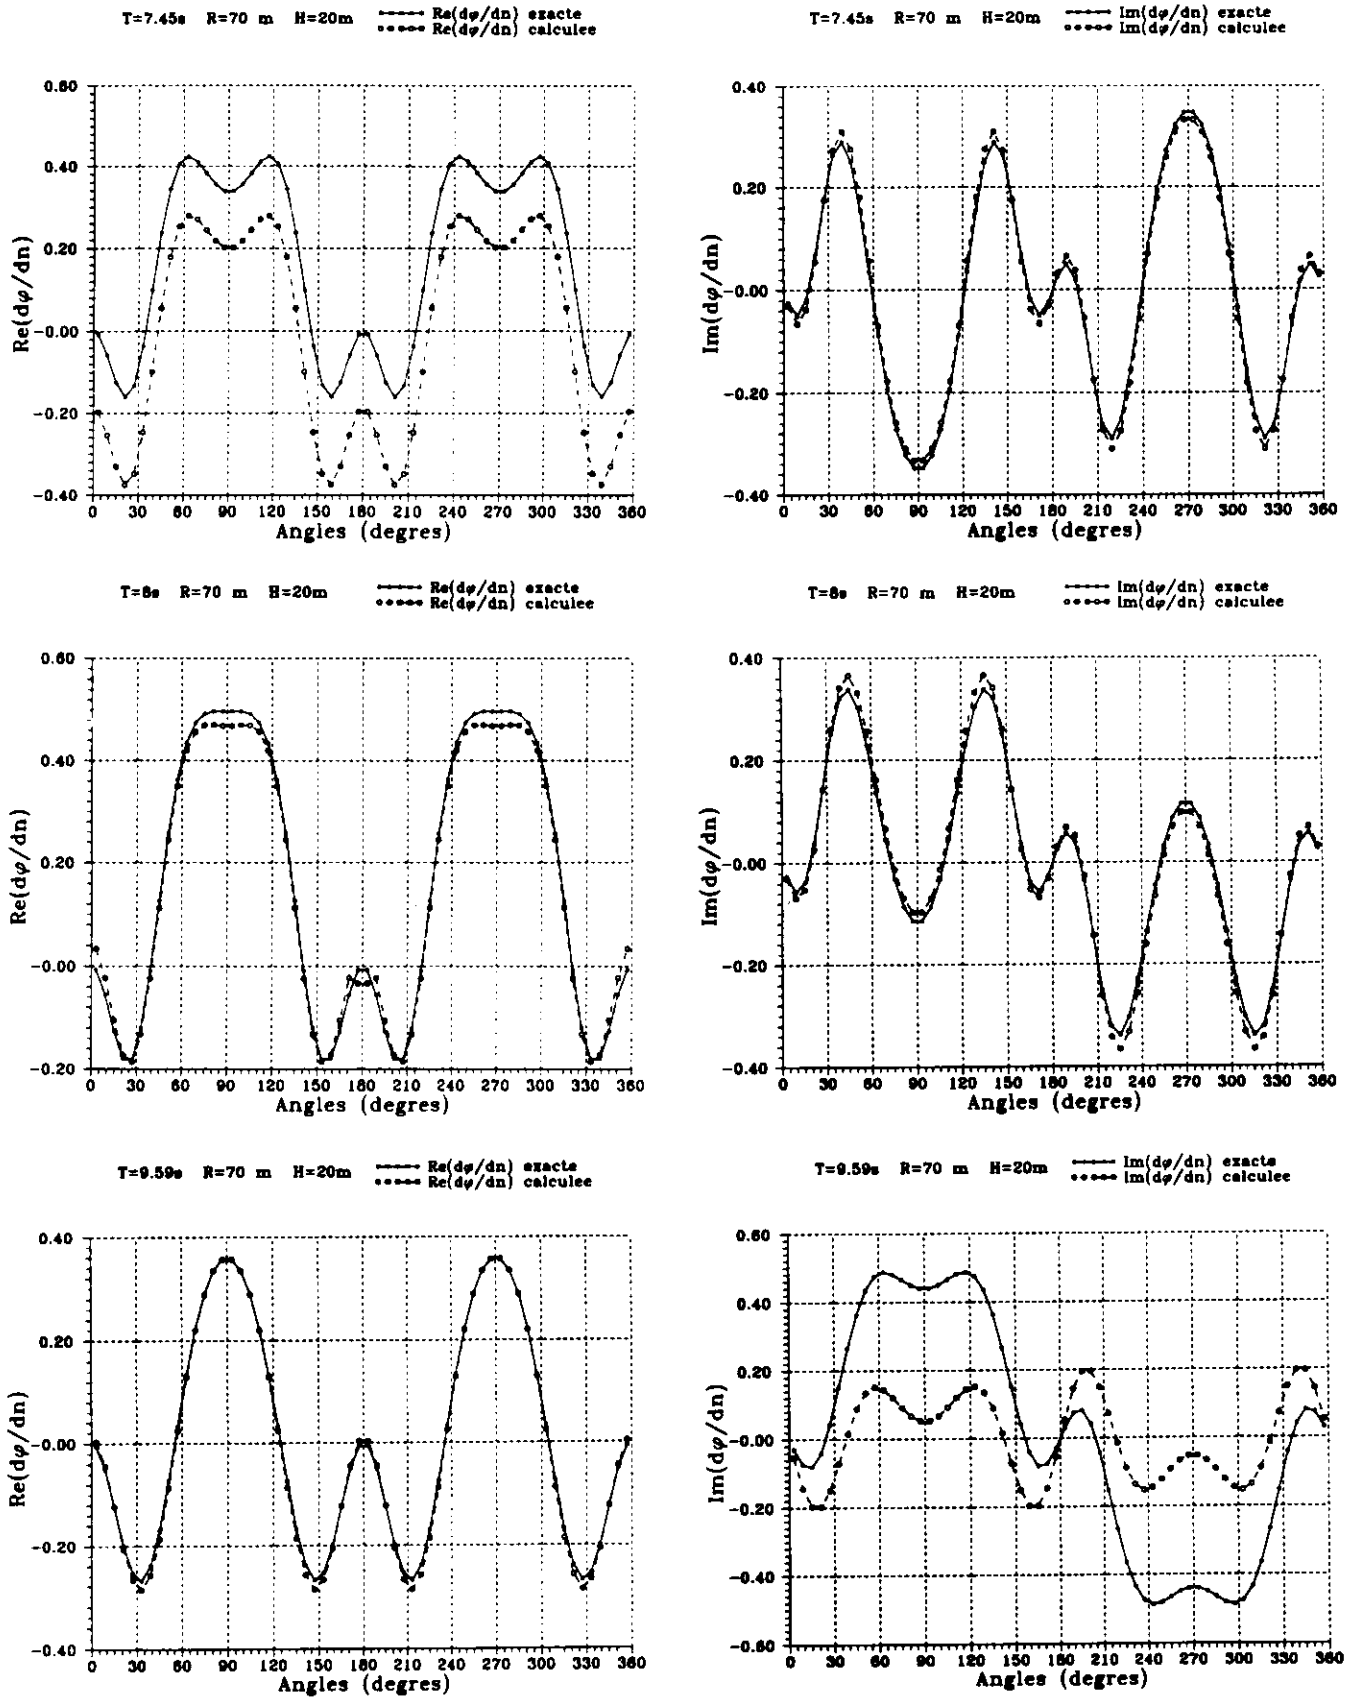 T=7.45s R=70 m H=20m
Re(dφ/dn) exacte
Re(dφ/dn) calculee
0.60
0.40
0.20
-0.00
-0.20
-0.40
Re(dφ/dn)
0 30 60 90 120 150 180 210 240 270 300 330 360
Angles (degres)
T=7.45s R=70 m H=20m
Im(dφ/dn) exacte
Im(dφ/dn) calculee
0.40
0.20
-0.00
-0.20
-0.40
Im(dφ/dn)
0 30 60 90 120 150 180 210 240 270 300 330 360
Angles (degres)
T=8s R=70 m H=20m
Re(dφ/dn) exacte
Re(dφ/dn) calculee
0.60
0.40
0.20
-0.00
-0.20
Re(dφ/dn)
0 30 60 90 120 150 180 210 240 270 300 330 360
Angles (degres)
T=8s R=70 m H=20m
Im(dφ/dn) exacte
Im(dφ/dn) calculee
0.40
0.20
-0.00
-0.20
-0.40
Im(dφ/dn)
0 30 60 90 120 150 180 210 240 270 300 330 360
Angles (degres)
T=9.59s R=70 m H=20m
Re(dφ/dn) exacte
Re(dφ/dn) calculee
0.40
0.20
-0.00
-0.20
-0.40
Re(dφ/dn)
0 30 60 90 120 150 180 210 240 270 300 330 360
Angles (degres)
T=9.59s R=70 m H=20m
Im(dφ/dn) exacte
Im(dφ/dn) calculee
0.60
0.40
0.20
-0.00
-0.20
-0.40
-0.60
Im(dφ/dn)
0 30 60 90 120 150 180 210 240 270 300 330 360
Angles (degres)